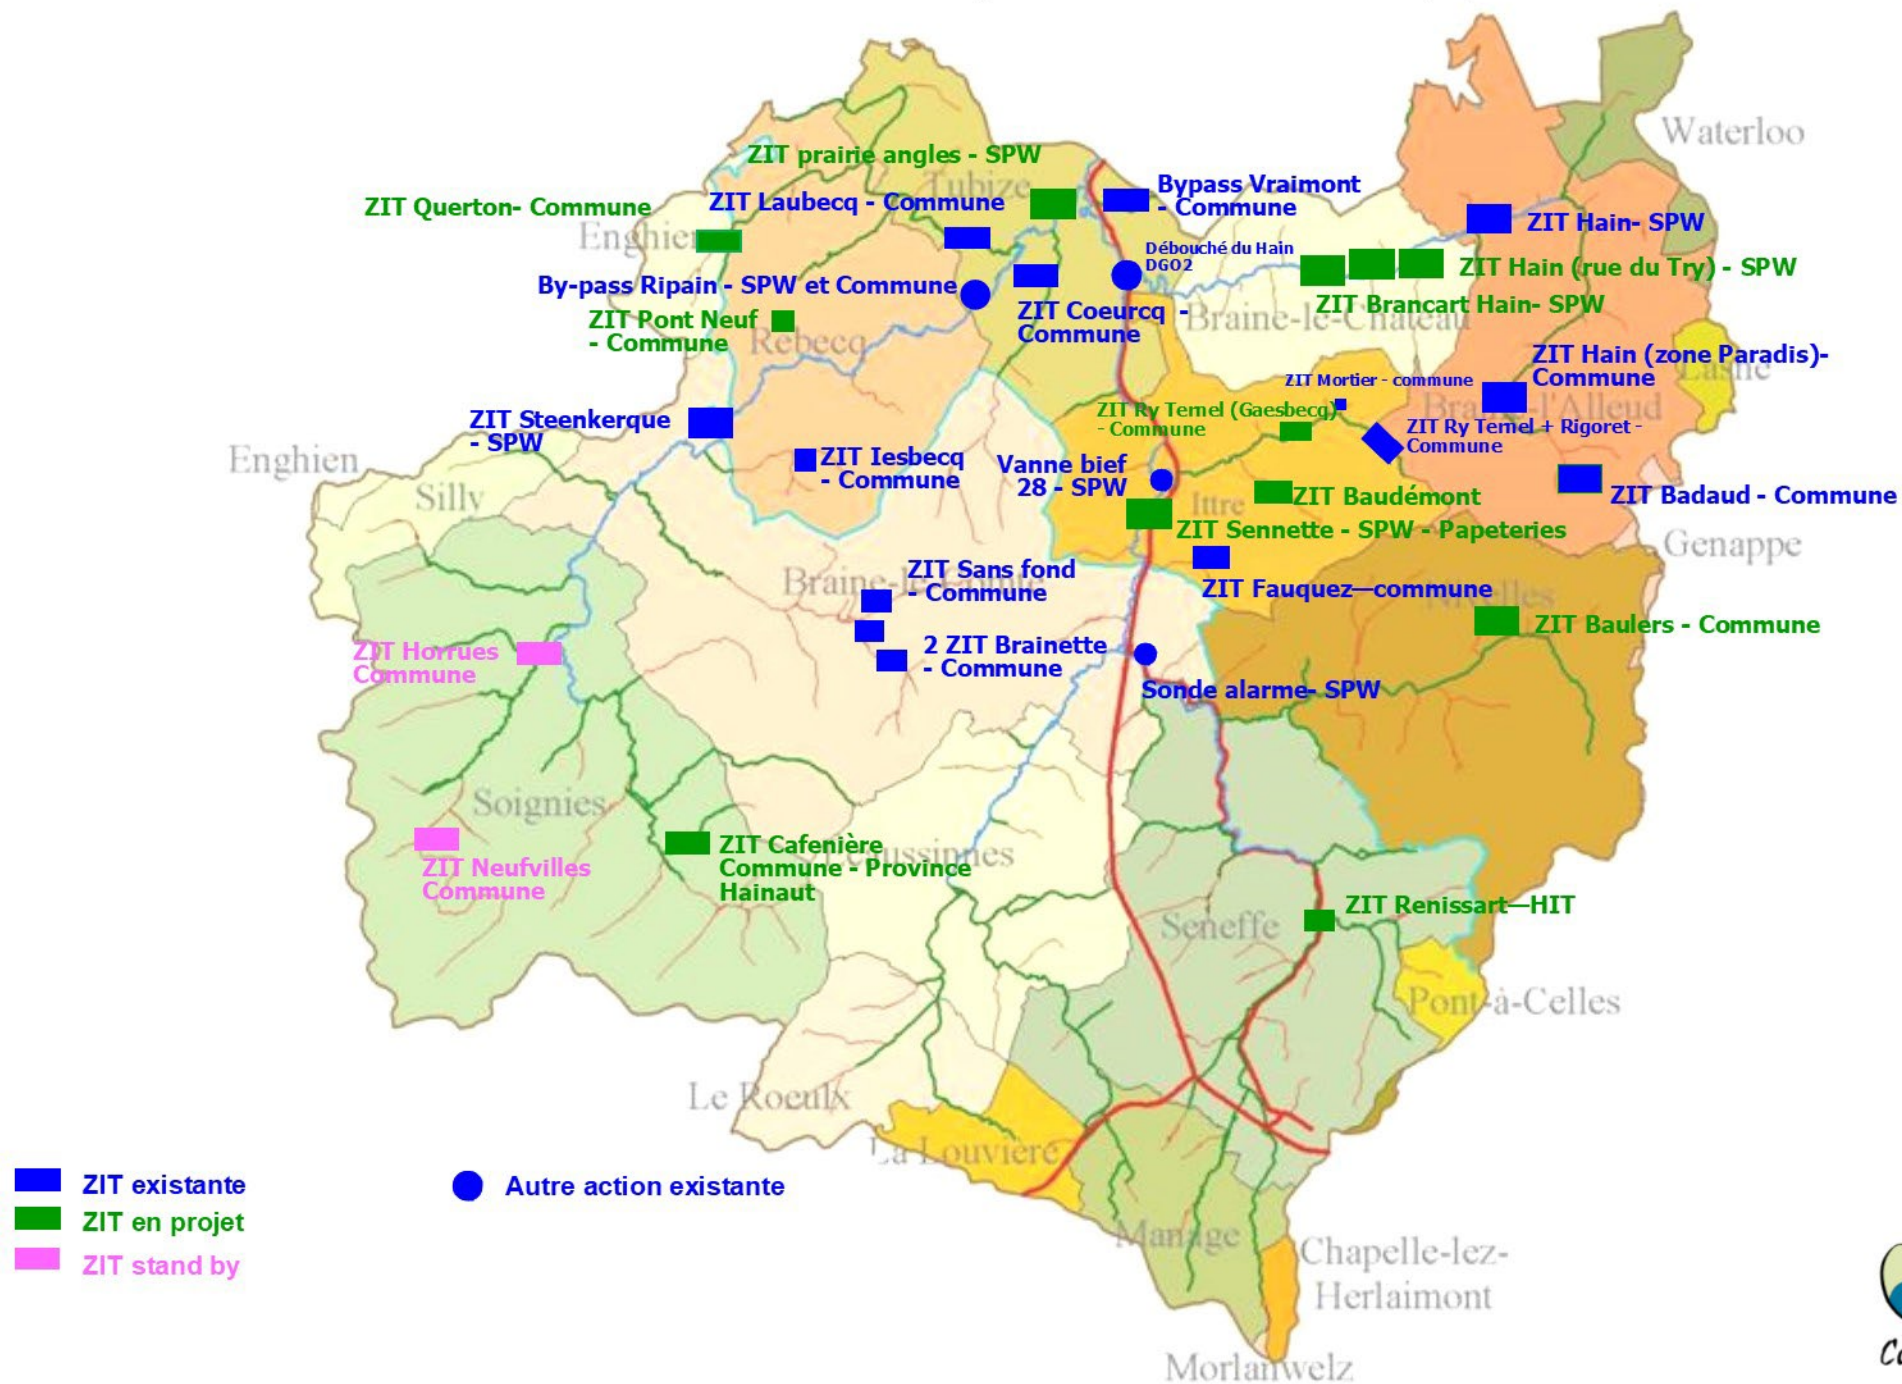 Waterloo
ZIT prairie angles - SPW
Tubize
Bypass Vraimont
- Commune
ZIT Querton- Commune
ZIT Laubecq - Commune
ZIT Hain- SPW
Enghien
Débouché du Hain
DGO2
ZIT Hain (rue du Try) - SPW
By-pass Ripain - SPW et Commune
ZIT Brancart Hain- SPW
ZIT Coeurcq -
Commune
Braine-le-Château
ZIT Pont Neuf
- Commune
Rebecq
ZIT Hain (zone Paradis)-
Commune
Lasne
ZIT Mortier - commune
Braine-l'Alleud
ZIT Ry Ternel (Gaesbecq)
- Commune
ZIT Steenkerque
- SPW
ZIT Ry Ternel + Rigoret -
Commune
Enghien
ZIT Iesbecq
- Commune
Vanne bief
28 - SPW
Silly
Ittre
ZIT Baudémont
ZIT Badaud - Commune
ZIT Sennette - SPW - Papeteries
Genappe
Braine-le-Comte
ZIT Sans fond
- Commune
ZIT Fauquez—commune
Nivelles
ZIT Baulers - Commune
ZIT Horrues
Commune
2 ZIT Brainette
- Commune
Sonde alarme- SPW
Soignies
ZIT Cafenière
Commune - Province
Hainaut
Ecaussinnes
ZIT Neufvilles
Commune
ZIT Renissart—HIT
Seneffe
Pont-à-Celles
Le Roeulx
La Louvière
ZIT existante
Autre action existante
ZIT en projet
ZIT stand by
Manage
Chapelle-lez-
Herlaimont
Morlanwelz